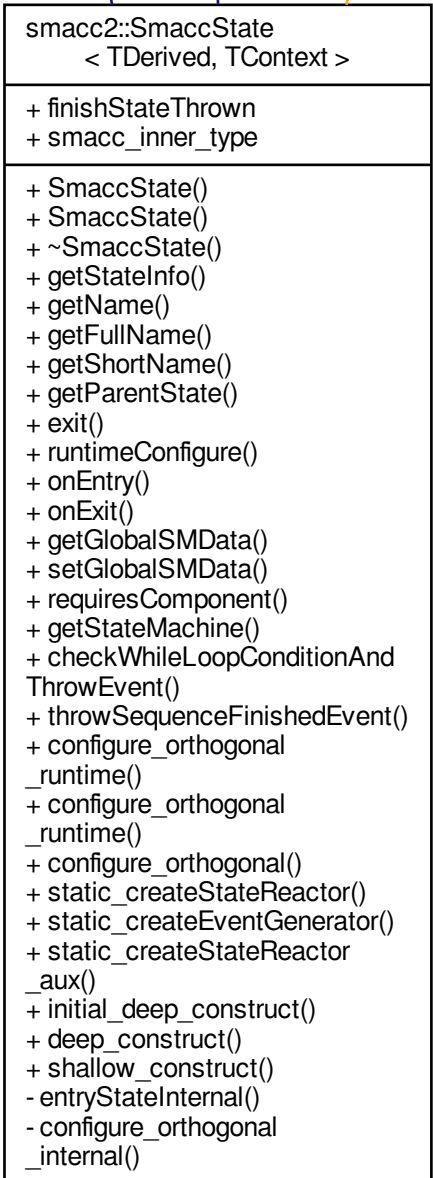 smacc2::SmaccState
< TDerived, TContext >
+ finishStateThrown
+ smacc_inner_type
+ SmaccState()
+ SmaccState()
+ ~SmaccState()
+ getStateInfo()
+ getName()
+ getFullName()
+ getShortName()
+ getParentState()
+ exit()
+ runtimeConfigure()
+ onEntry()
+ onExit()
+ getGlobalSMData()
+ setGlobalSMData()
+ requiresComponent()
+ getStateMachine()
+ checkWhileLoopConditionAnd
ThrowEvent()
+ throwSequenceFinishedEvent()
+ configure_orthogonal
_runtime()
+ configure_orthogonal
_runtime()
+ configure_orthogonal()
+ static_createStateReactor()
+ static_createEventGenerator()
+ static_createStateReactor
_aux()
+ initial_deep_construct()
+ deep_construct()
+ shallow_construct()
- entryStateInternal()
- configure_orthogonal
_internal()